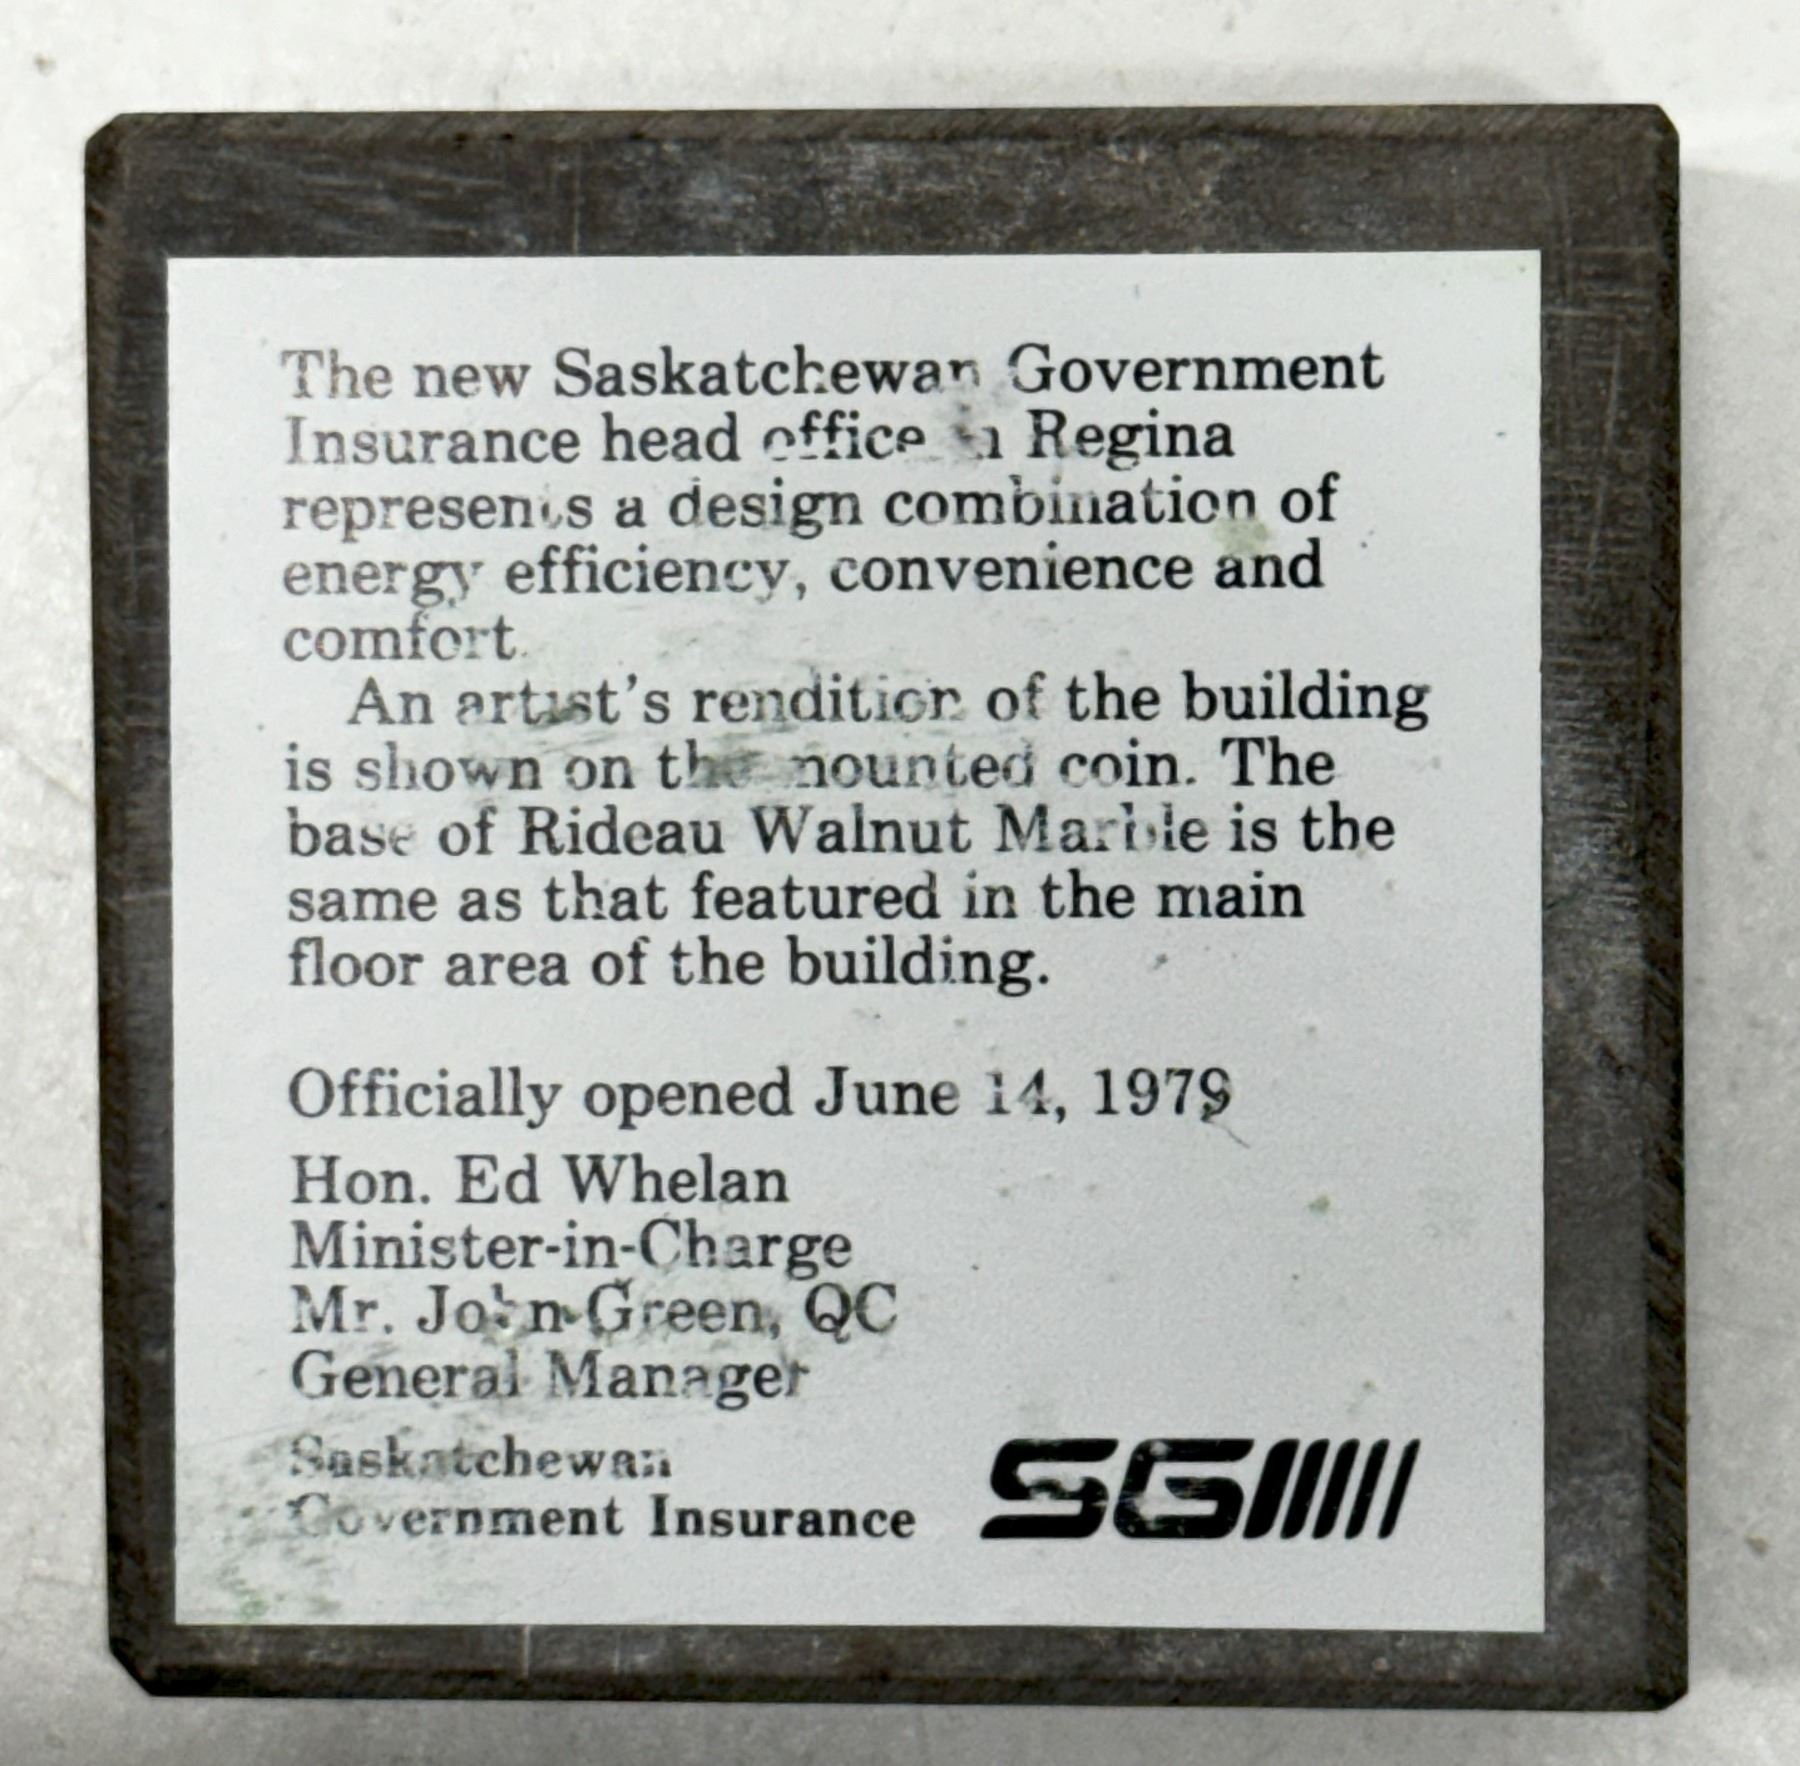 The new Saskatchewan Government
Insurance head office in Regina
represents a design combination of
energy efficiency, convenience and
comfort.
An artist's rendition of the building
is shown on the mounted coin. The
base of Rideau Walnut Marble is the
same as that featured in the main
floor area of the building.
Officially opened June 14, 1979
Hon. Ed Whelan
Minister-in-Charge
Mr. John Green, QC
General Manager
Saskatchewan
Government Insurance
SGI